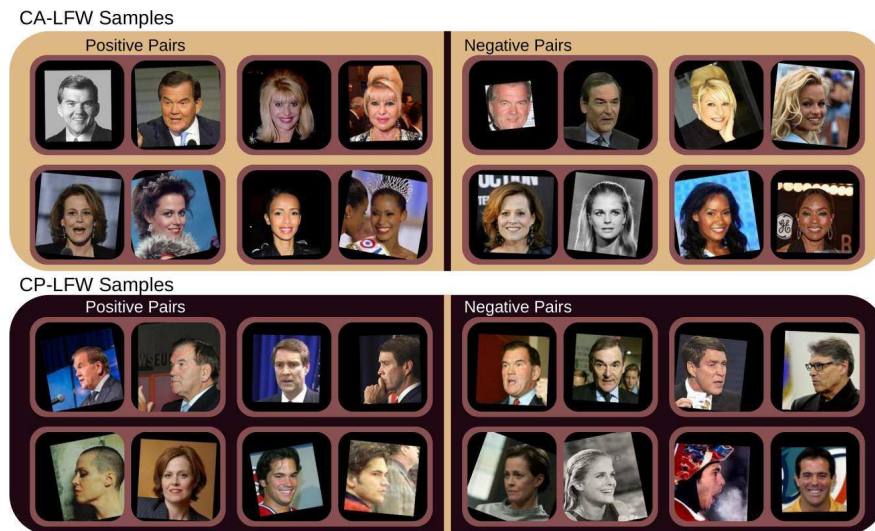 CA-LFW Samples
Positive Pairs
Negative Pairs
CP-LFW Samples
Positive Pairs
Negative Pairs